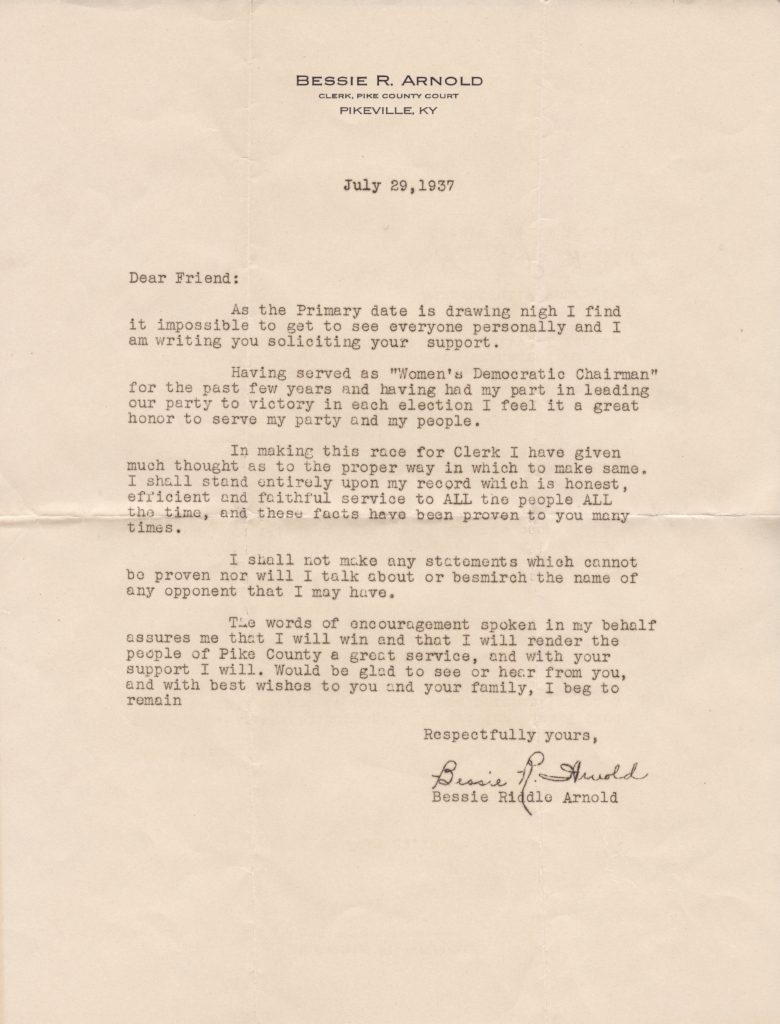 BESSIE R. ARNOLD
CLERK, PIKE COUNTY COURT
PIKEVILLE, KY
July 29,1937
Dear Friend:
As the Primary date is drawing nigh I find
it impossible to get to see everyone personally and I
am writing you soliciting your support.
Having served as "Women's Democratic Chairman"
for the past few years and having had my part in leading
our party to victory in each election I feel it a great
honor to serve my party and my people.
In making this race for Clerk I have given
much thought as to the proper way in which to make same.
I shall stand entirely upon my record which is honest,
efficient and faithful service to ALL the people ALL
the time, and these facts have been proven to you many
times.
I shall not make any statements which cannot
be proven nor will I talk about or besmirch the name of
any opponent that I may have.
The words of encouragement spoken in my behalf
assures me that I will win and that I will render the
people of Pike County a great service, and with your
support I will. Would be glad to see or hear from you,
and with best wishes to you and your family, I beg to
remain
Respectfully yours,
Bessie R. Arnold
Bessie Riddle Arnold